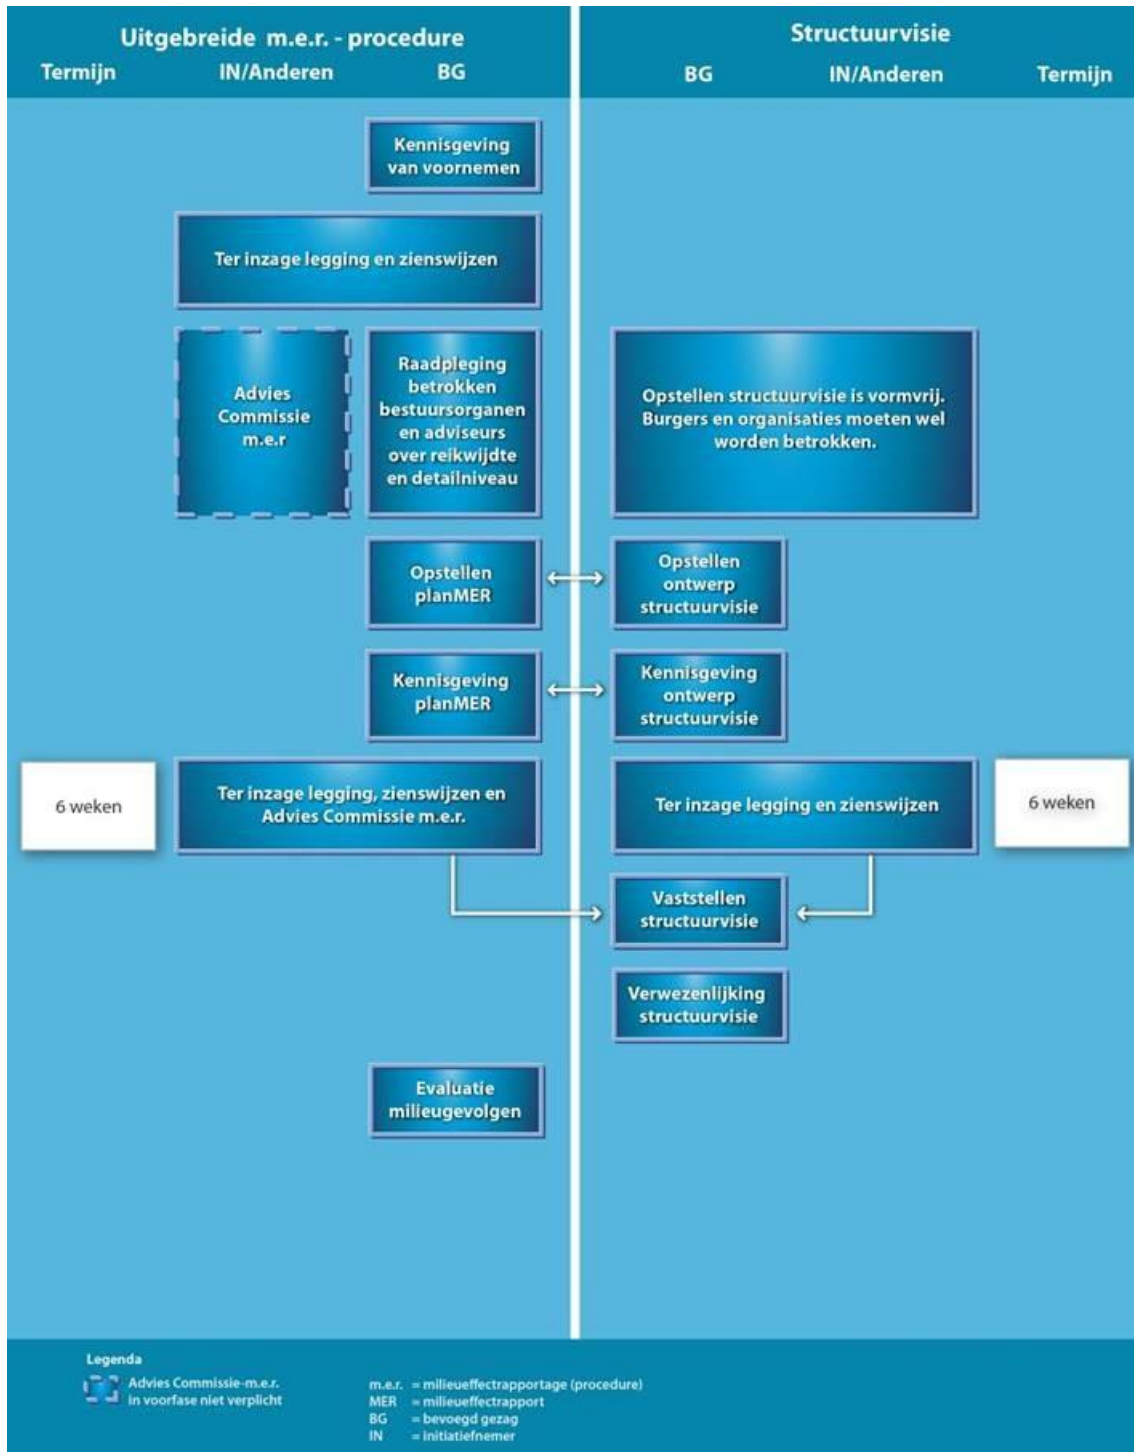 Uitgebreide m.e.r. - procedure
Termijn
IN/Anderen
BG
Structuurvisie
BG
IN/Anderen
Termijn
Kennisgeving
van voornemen
Ter inzage legging en zienswijzen
Advies
Commissie
m.e.r
Raadpleging
betrokken
bestuursorganen
en adviseurs
over reikwijdte
en detailniveau
Opstellen structuurvisie is vormvrij.
Burgers en organisaties moeten wel
worden betrokken.
Opstellen
planMER
Opstellen
ontwerp
structuurvisie
Kennisgeving
planMER
Kennisgeving
ontwerp
structuurvisie
6 weken
Ter inzage legging, zienswijzen en
Advies Commissie m.e.r.
Ter inzage legging en zienswijzen
6 weken
Vaststellen
structuurvisie
Verwezenlijking
structuurvisie
Evaluatie
milieugevolgen
Legenda
Advies Commissie-m.e.r.
in voorfase niet verplicht
m.e.r. = milieueffectrapportage (procedure)
MER = milieueffectrapport
BG = bevoegd gezag
IN = initiatiefnemer